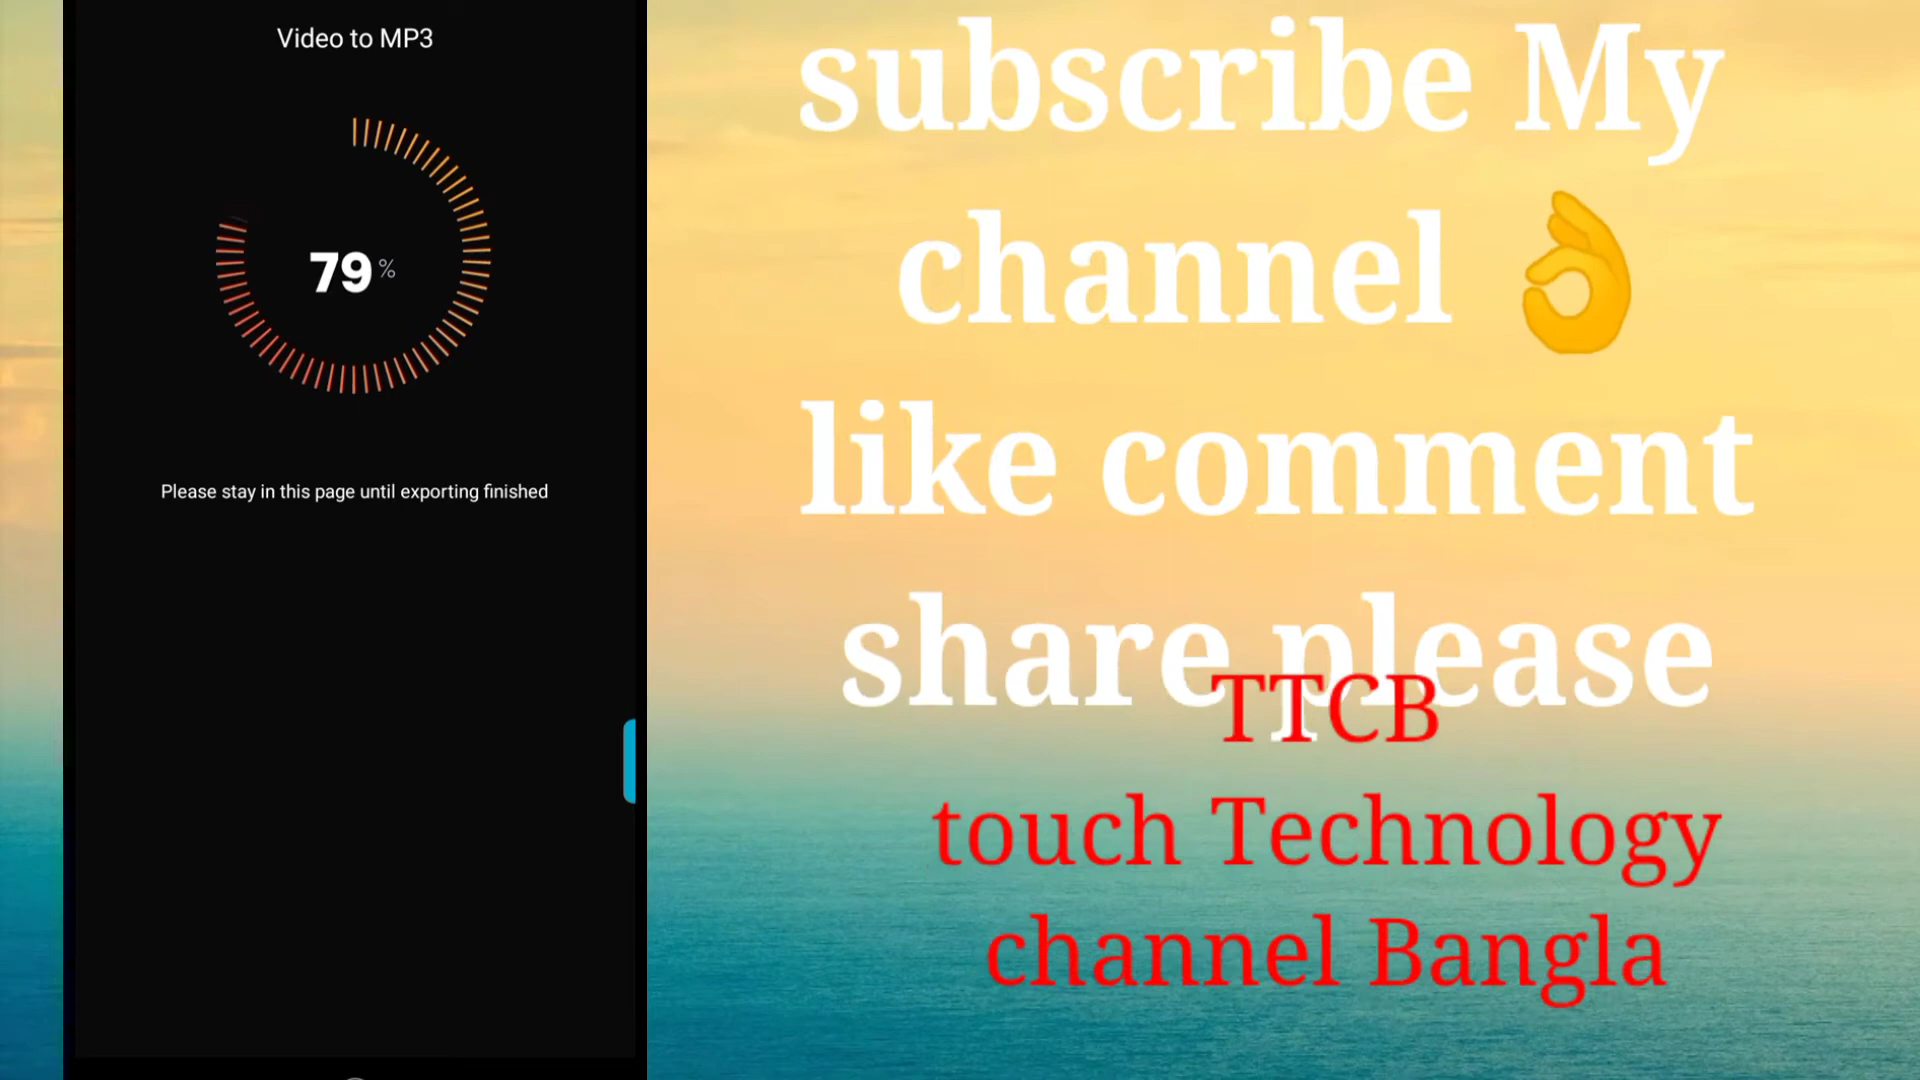 Video to MP3
79 %
Please stay in this page until exporting finished
subscribe My
channel 👌
like comment
share please
TTCB
touch Technology
channel Bangla